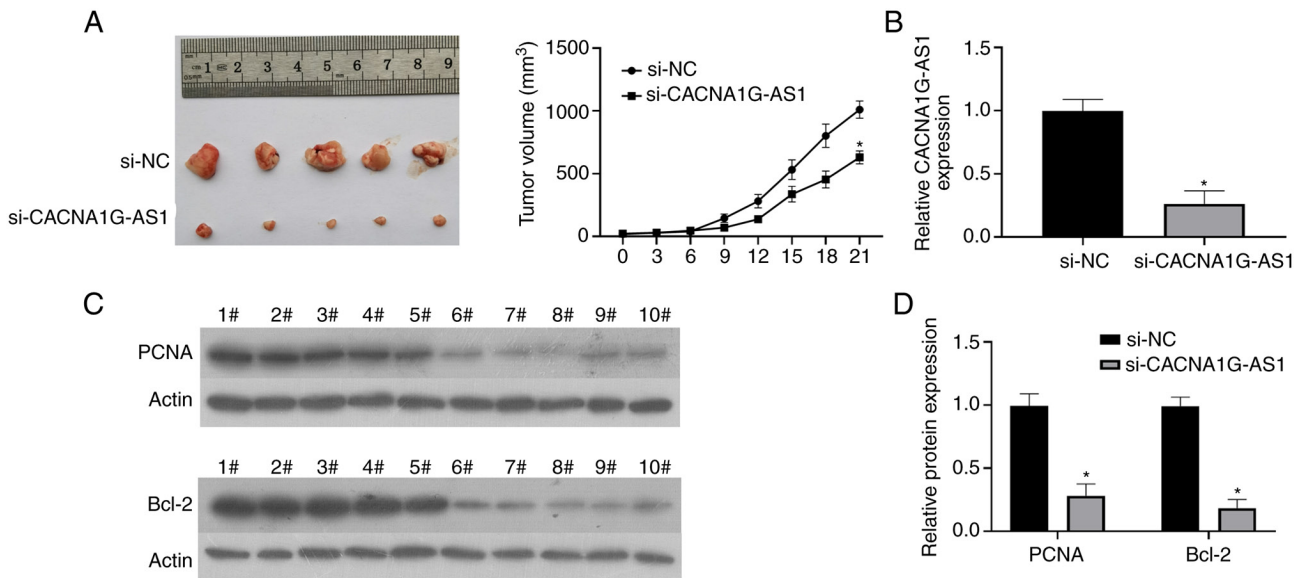 A
mm
cm 1 2 3 4 5 6 7 8 9
mm
si-NC
si-CACNA1G-AS1
Tumor volume (mm³)
1500
1000
500
0
si-NC
si-CACNA1G-AS1
*
0 3 6 9 12 15 18 21
B
Relative CACNA1G-AS1
expression
1.5
1.0
0.5
0.0
*
si-NC si-CACNA1G-AS1
C
1# 2# 3# 4# 5# 6# 7# 8# 9# 10#
PCNA
Actin
1# 2# 3# 4# 5# 6# 7# 8# 9# 10#
Bcl-2
Actin
D
Relative protein expression
1.5
1.0
0.5
0.0
si-NC
si-CACNA1G-AS1
* *
PCNA Bcl-2